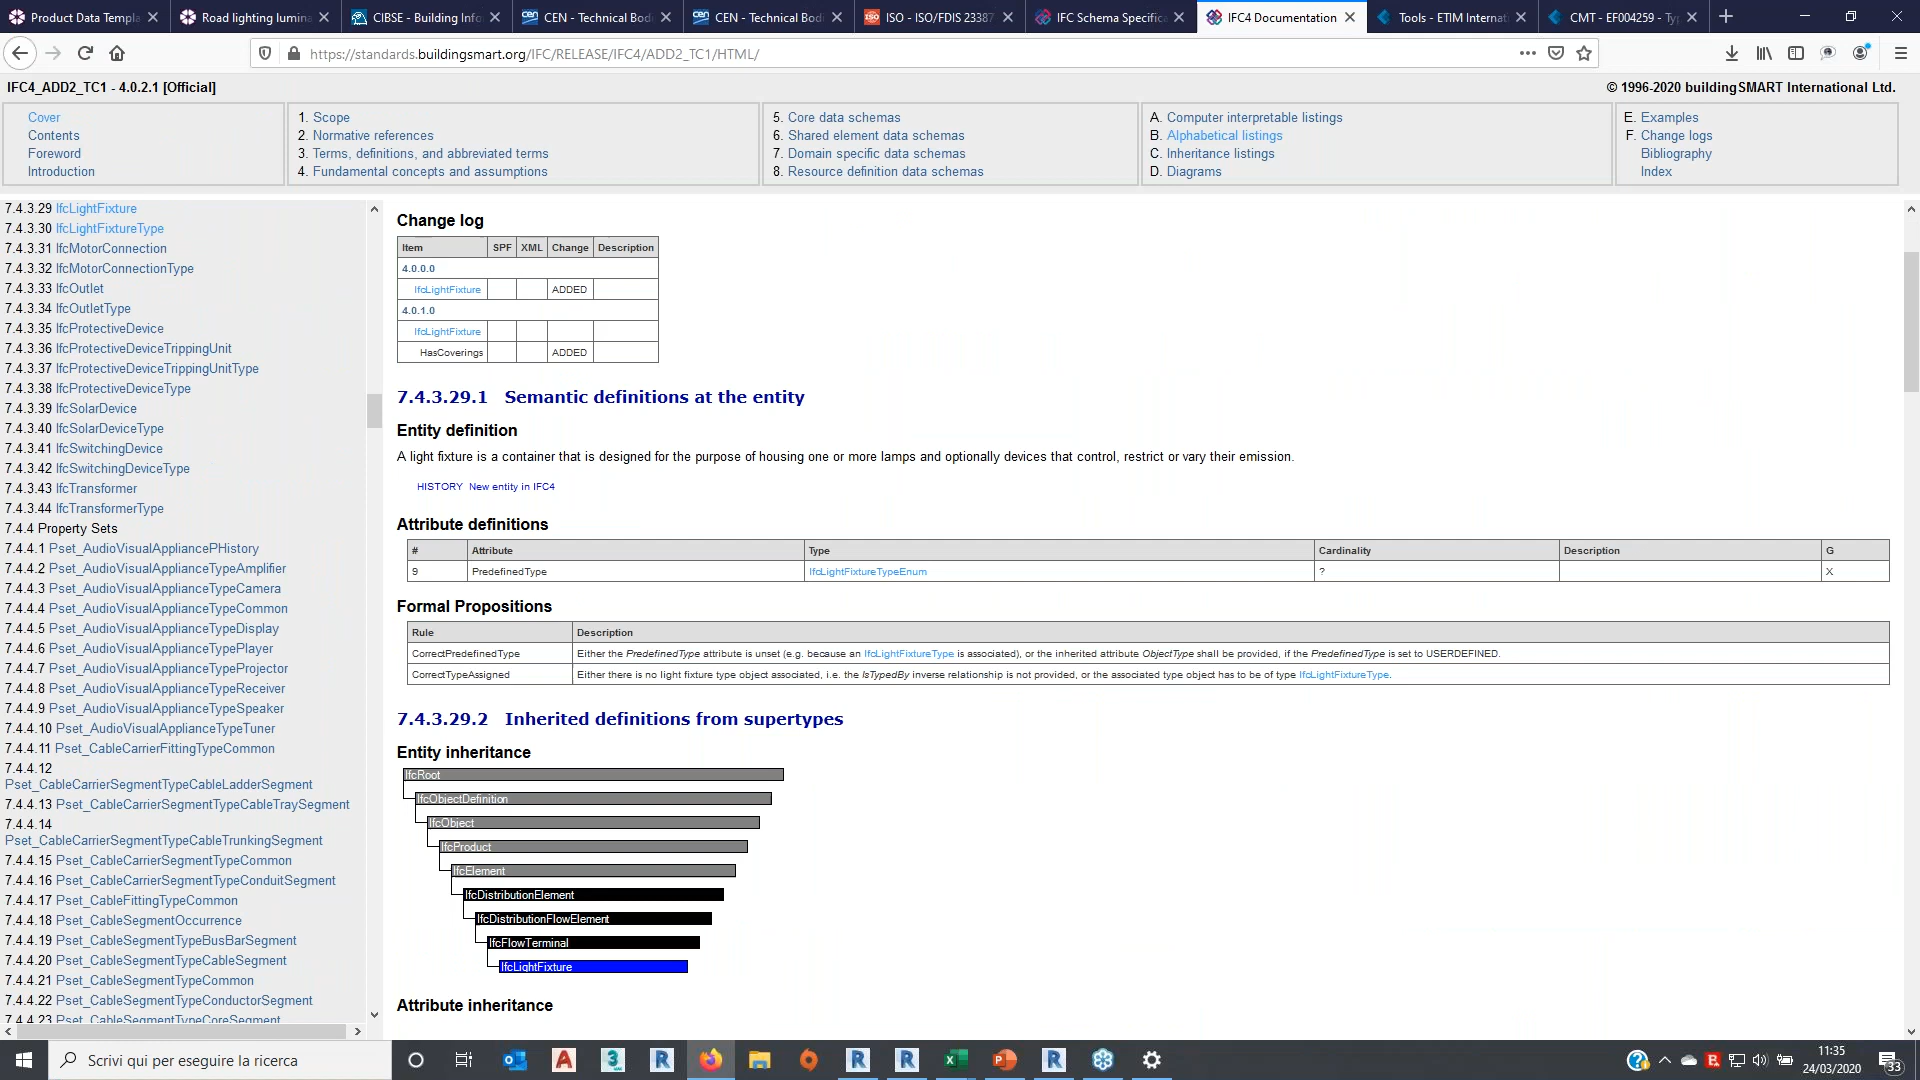 Product Data Templa
Road lighting lumina
CIBSE - Building Info
CEN - Technical Bodi
CEN - Technical Bodi
ISO - ISO/FDIS 23387
IFC Schema Specifica
IFC4 Documentation
Tools - ETIM Internati
CMT - EF004259 - Typ
https://standards.buildingsmart.org/IFC/RELEASE/IFC4/ADD2_TC1/HTML/
IFC4_ADD2_TC1 - 4.0.2.1 [Official]
© 1996-2020 buildingSMART International Ltd.
Cover
Contents
Foreword
Introduction
1. Scope
2. Normative references
3. Terms, definitions, and abbreviated terms
4. Fundamental concepts and assumptions
5. Core data schemas
6. Shared element data schemas
7. Domain specific data schemas
8. Resource definition data schemas
A. Computer interpretable listings
B. Alphabetical listings
C. Inheritance listings
D. Diagrams
E. Examples
F. Change logs
Bibliography
Index
7.4.3.29 IfcLightFixture
7.4.3.30 IfcLightFixtureType
7.4.3.31 IfcMotorConnection
7.4.3.32 IfcMotorConnectionType
7.4.3.33 IfcOutlet
7.4.3.34 IfcOutletType
7.4.3.35 IfcProtectiveDevice
7.4.3.36 IfcProtectiveDeviceTrippingUnit
7.4.3.37 IfcProtectiveDeviceTrippingUnitType
7.4.3.38 IfcProtectiveDeviceType
7.4.3.39 IfcSolarDevice
7.4.3.40 IfcSolarDeviceType
7.4.3.41 IfcSwitchingDevice
7.4.3.42 IfcSwitchingDeviceType
7.4.3.43 IfcTransformer
7.4.3.44 IfcTransformerType
7.4.4 Property Sets
7.4.4.1 Pset_AudioVisualAppliancePHistory
7.4.4.2 Pset_AudioVisualApplianceTypeAmplifier
7.4.4.3 Pset_AudioVisualApplianceTypeCamera
7.4.4.4 Pset_AudioVisualApplianceTypeCommon
7.4.4.5 Pset_AudioVisualApplianceTypeDisplay
7.4.4.6 Pset_AudioVisualApplianceTypePlayer
7.4.4.7 Pset_AudioVisualApplianceTypeProjector
7.4.4.8 Pset_AudioVisualApplianceTypeReceiver
7.4.4.9 Pset_AudioVisualApplianceTypeSpeaker
7.4.4.10 Pset_AudioVisualApplianceTypeTuner
7.4.4.11 Pset_CableCarrierFittingTypeCommon
7.4.4.12
Pset_CableCarrierSegmentTypeCableLadderSegment
7.4.4.13 Pset_CableCarrierSegmentTypeCableTraySegment
7.4.4.14
Pset_CableCarrierSegmentTypeCableTrunkingSegment
7.4.4.15 Pset_CableCarrierSegmentTypeCommon
7.4.4.16 Pset_CableCarrierSegmentTypeConduitSegment
7.4.4.17 Pset_CableFittingTypeCommon
7.4.4.18 Pset_CableSegmentOccurrence
7.4.4.19 Pset_CableSegmentTypeBusBarSegment
7.4.4.20 Pset_CableSegmentTypeCableSegment
7.4.4.21 Pset_CableSegmentTypeCommon
7.4.4.22 Pset_CableSegmentTypeConductorSegment
7.4.4.23 Pset_CableSegmentTypeCoreSegment
Change log
Item SPF XML Change Description
4.0.0.0
IfcLightFixture ADDED
4.0.1.0
IfcLightFixture
HasCoverings ADDED
7.4.3.29.1 Semantic definitions at the entity
Entity definition
A light fixture is a container that is designed for the purpose of housing one or more lamps and optionally devices that control, restrict or vary their emission.
HISTORY New entity in IFC4
Attribute definitions
# Attribute Type Cardinality Description G
9 PredefinedType IfcLightFixtureTypeEnum ? X
Formal Propositions
Rule Description
CorrectPredefinedType Either the PredefinedType attribute is unset (e.g. because an IfcLightFixtureType is associated), or the inherited attribute ObjectType shall be provided, if the PredefinedType is set to USERDEFINED.
CorrectTypeAssigned Either there is no light fixture type object associated, i.e. the IsTypedBy inverse relationship is not provided, or the associated type object has to be of type IfcLightFixtureType.
7.4.3.29.2 Inherited definitions from supertypes
Entity inheritance
IfcRoot
IfcObjectDefinition
IfcObject
IfcProduct
IfcElement
IfcDistributionElement
IfcDistributionFlowElement
IfcFlowTerminal
IfcLightFixture
Attribute inheritance
Scrivi qui per eseguire la ricerca
11:35
24/03/2020
33